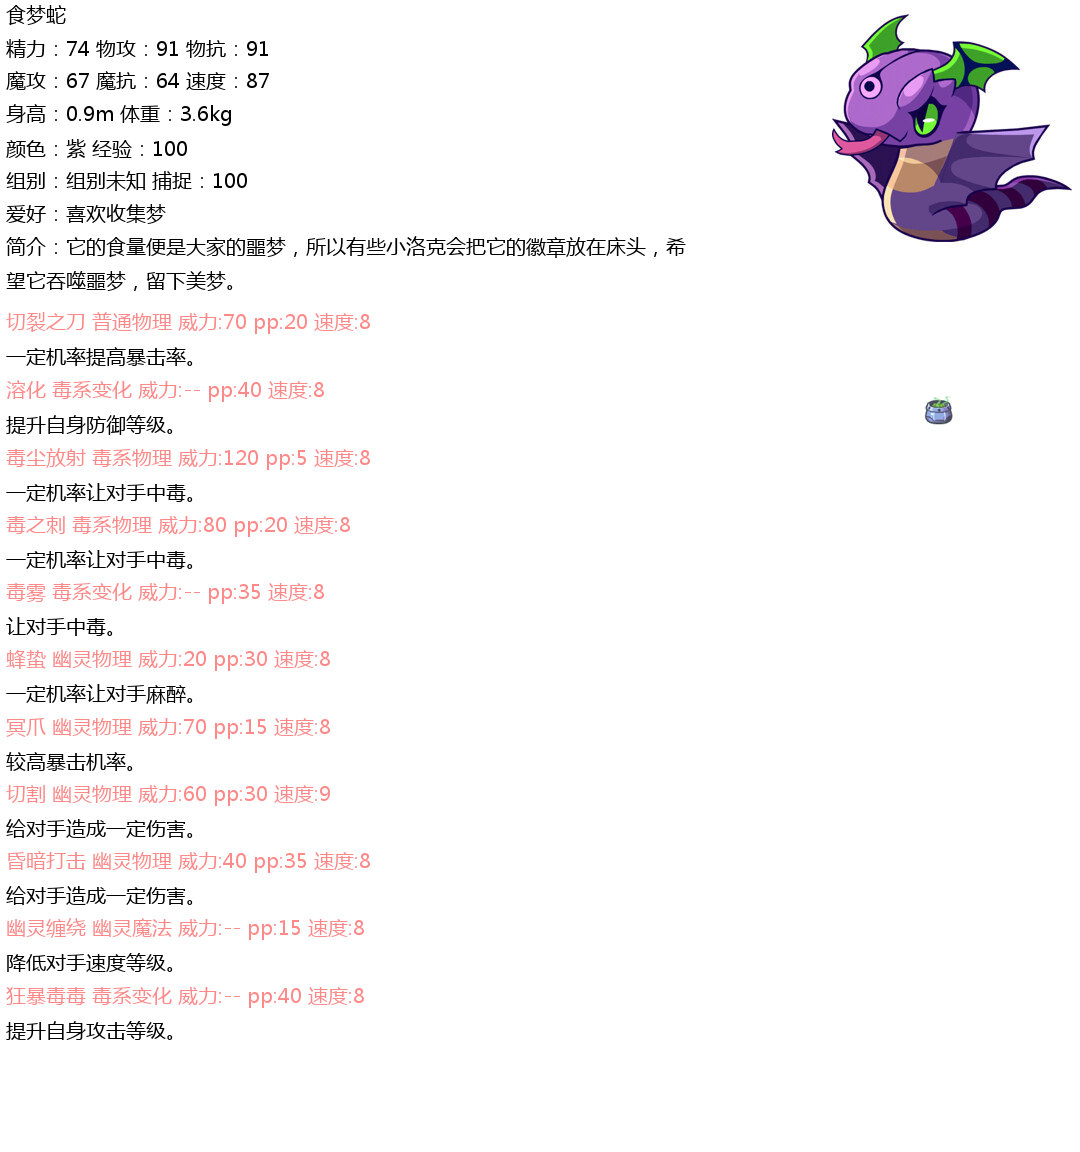 食梦蛇
精力：74 物攻：91 物抗：91
魔攻：67 魔抗：64 速度：87
身高：0.9m 体重：3.6kg
颜色：紫 经验：100
组别：组别未知 捕捉：100
爱好：喜欢收集梦
简介：它的食量便是大家的噩梦，所以有些小洛克会把它的徽章放在床头，希
望它吞噬噩梦，留下美梦。
切裂之刀 普通物理 威力:70 pp:20 速度:8
一定机率提高暴击率。
溶化 毒系变化 威力:-- pp:40 速度:8
提升自身防御等级。
毒尘放射 毒系物理 威力:120 pp:5 速度:8
一定机率让对手中毒。
毒之刺 毒系物理 威力:80 pp:20 速度:8
一定机率让对手中毒。
毒雾 毒系变化 威力:-- pp:35 速度:8
让对手中毒。
蜂蛰 幽灵物理 威力:20 pp:30 速度:8
一定机率让对手麻醉。
冥爪 幽灵物理 威力:70 pp:15 速度:8
较高暴击机率。
切割 幽灵物理 威力:60 pp:30 速度:9
给对手造成一定伤害。
昏暗打击 幽灵物理 威力:40 pp:35 速度:8
给对手造成一定伤害。
幽灵缠绕 幽灵魔法 威力:-- pp:15 速度:8
降低对手速度等级。
狂暴毒毒 毒系变化 威力:-- pp:40 速度:8
提升自身攻击等级。